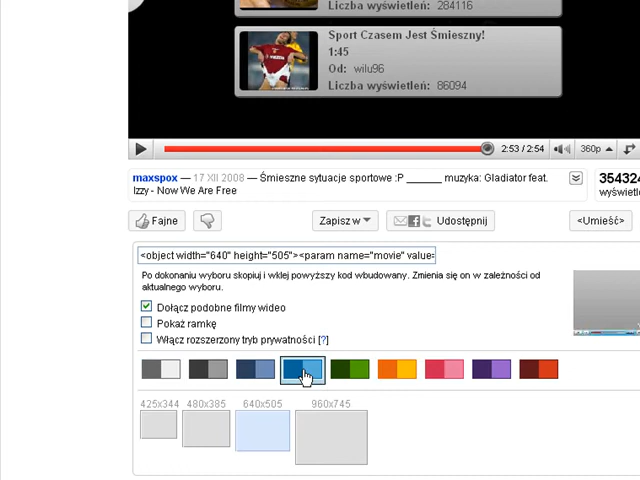 Liczba wyświetleń: 284116
Sport Czasem Jest Śmieszny!
1:45
Od: wilu96
Liczba wyświetleń: 86094
2:53 / 2:54 360p
maxspox — 17 XII 2008 — Śmieszne sytuacje sportowe :P ______ muzyka: Gladiator feat.
Izzy - Now We Are Free
354324
wyświetle
Fajne Zapisz w Udostępnij <Umieść>
<object width="640" height="505"><param name="movie" value=
Po dokonaniu wyboru skopiuj i wklej powyższy kod wbudowany. Zmienia się on w zależności od
aktualnego wyboru.
Dołącz podobne filmy wideo
Pokaż ramkę
Włącz rozszerzony tryb prywatności [?]
425x344 480x385 640x505 960x745